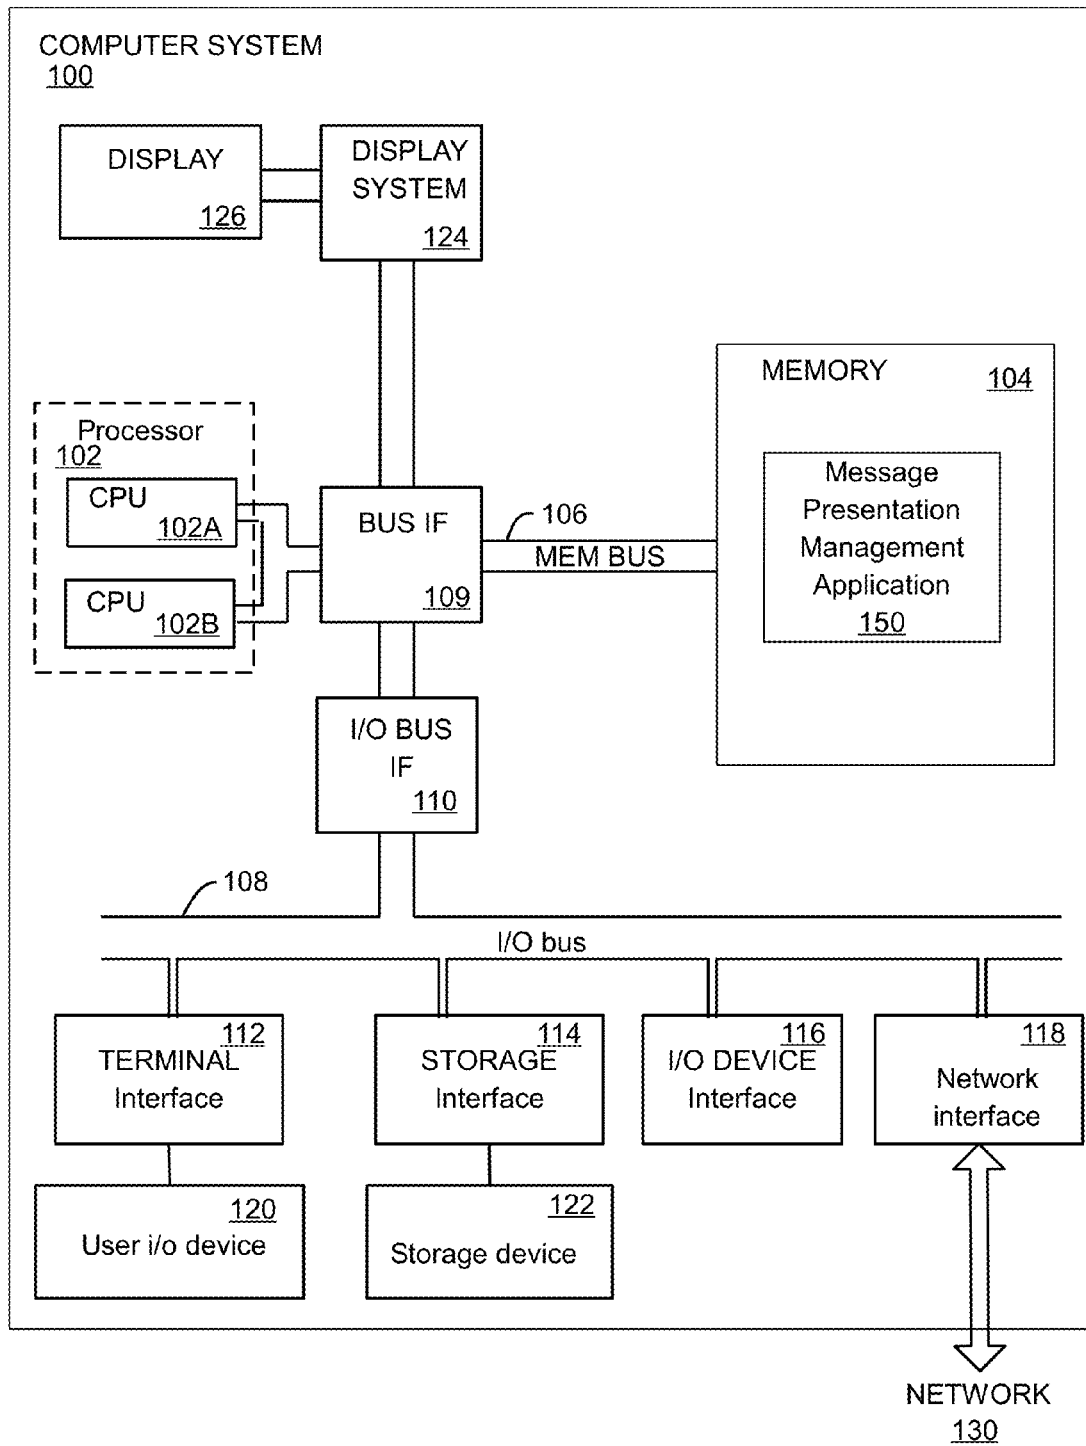 COMPUTER SYSTEM
100
DISPLAY
126
DISPLAY
SYSTEM
124
MEMORY
104
Message
Presentation
Management
Application
150
Processor
102
CPU
102A
CPU
102B
BUS IF
109
106
MEM BUS
I/O BUS
IF
110
108
I/O bus
112
TERMINAL
Interface
114
STORAGE
Interface
116
I/O DEVICE
Interface
118
Network
interface
120
User i/o device
122
Storage device
NETWORK
130